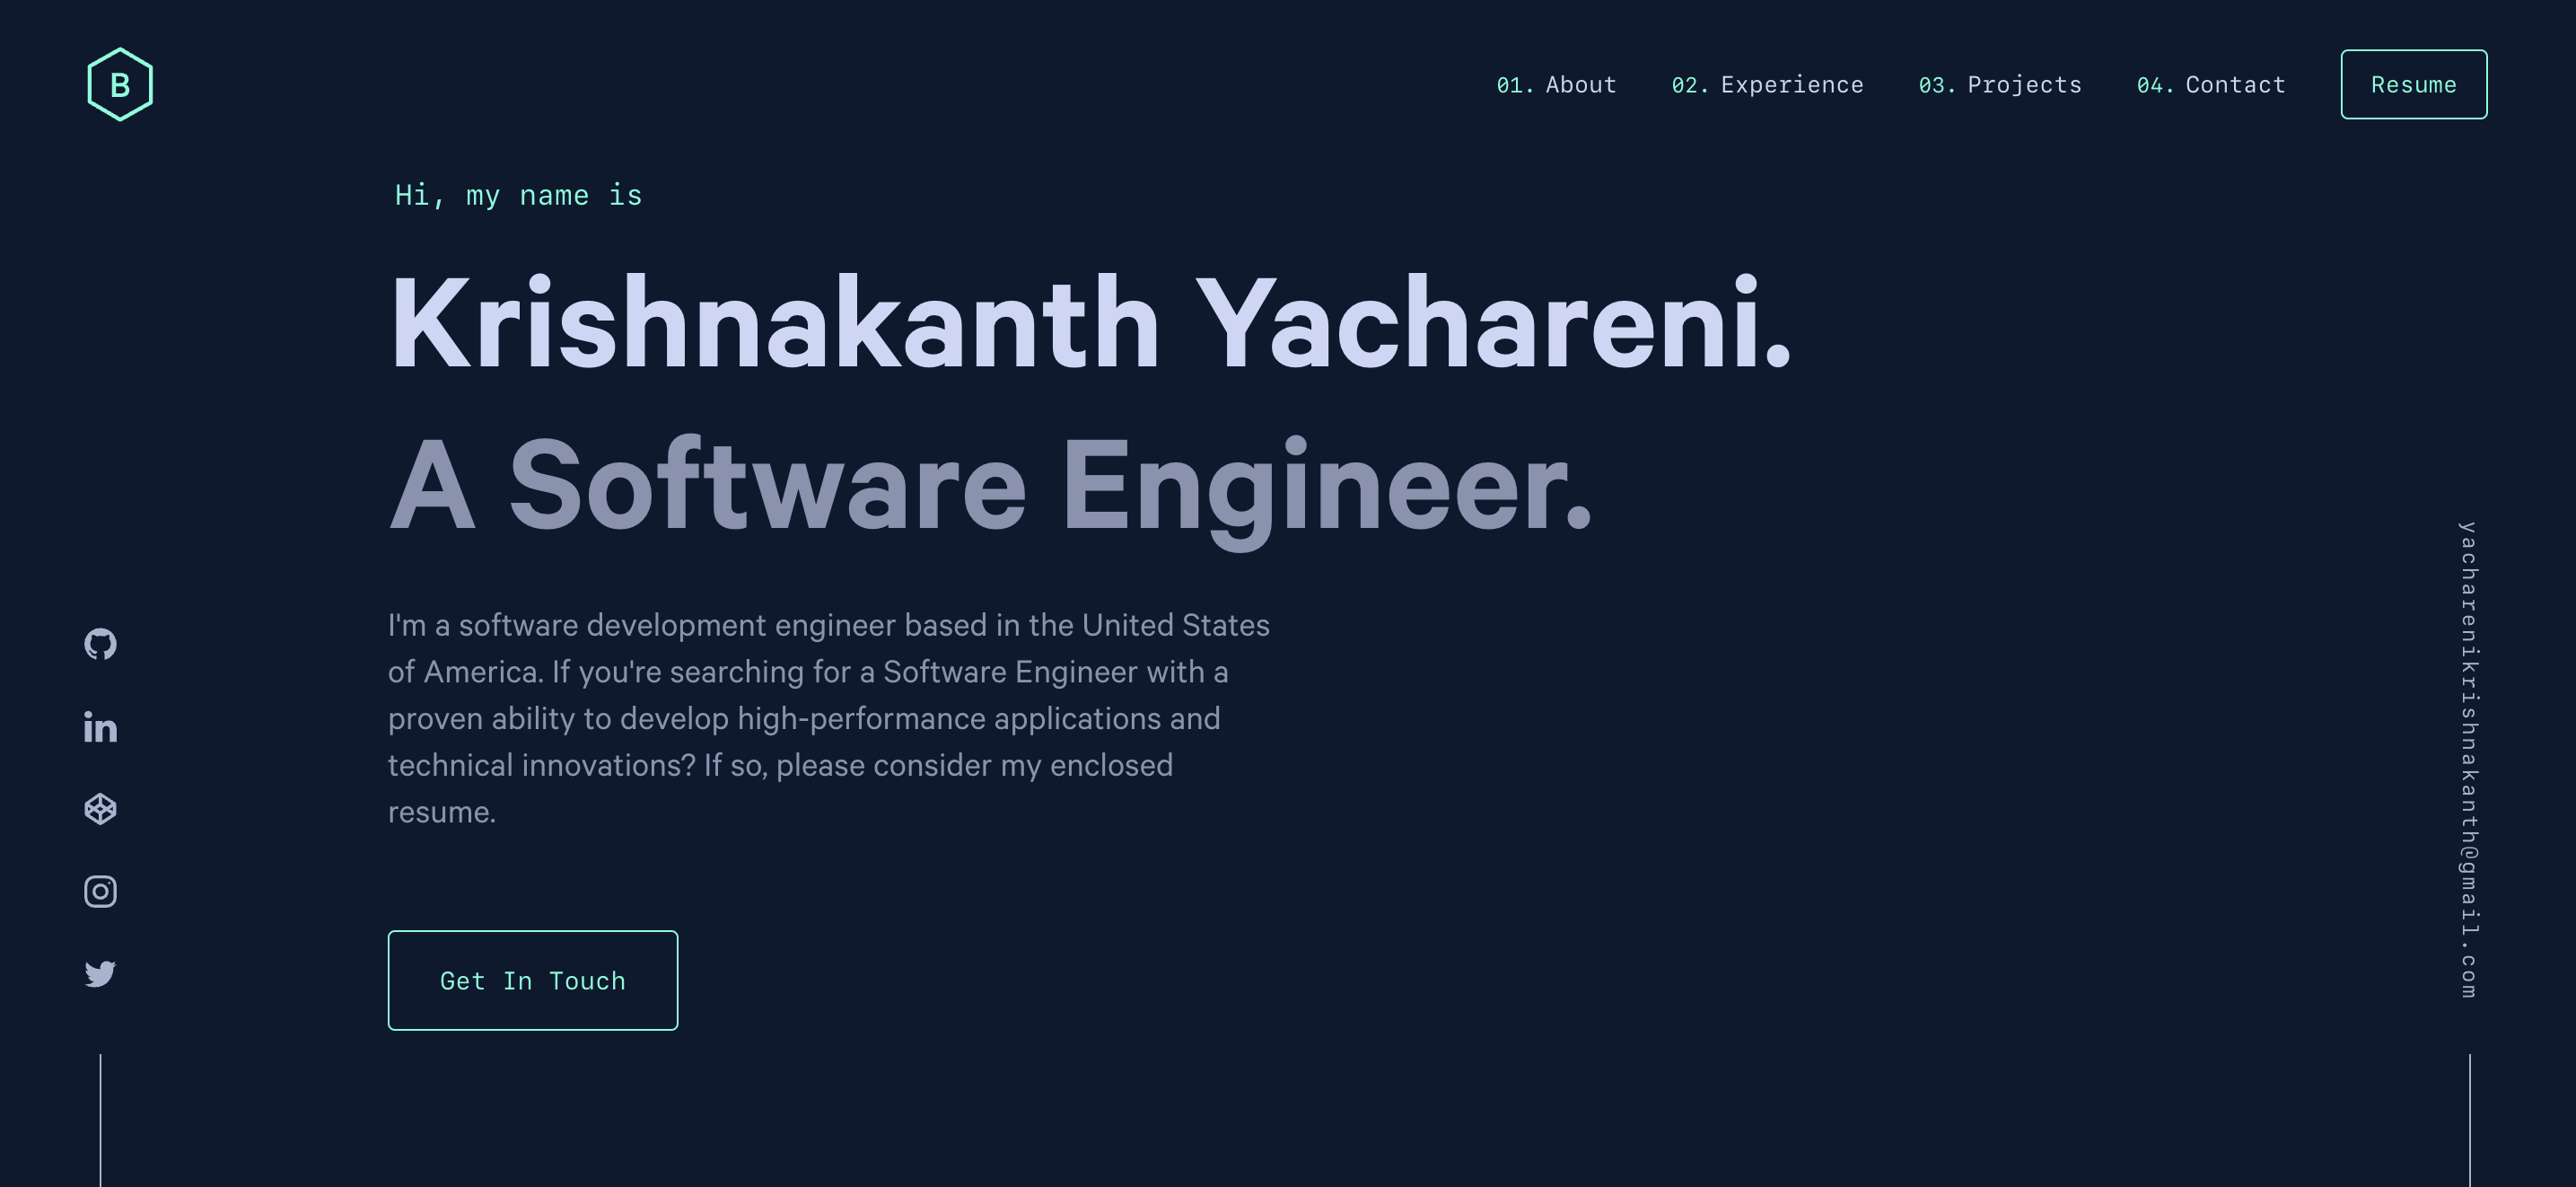 B
01. About 02. Experience 03. Projects 04. Contact Resume
Hi, my name is
Krishnakanth Yachareni.
A Software Engineer.
I'm a software development engineer based in the United States
of America. If you're searching for a Software Engineer with a
proven ability to develop high-performance applications and
technical innovations? If so, please consider my enclosed
resume.
Get In Touch
in
yacharenikrishnakanth@gmail.com